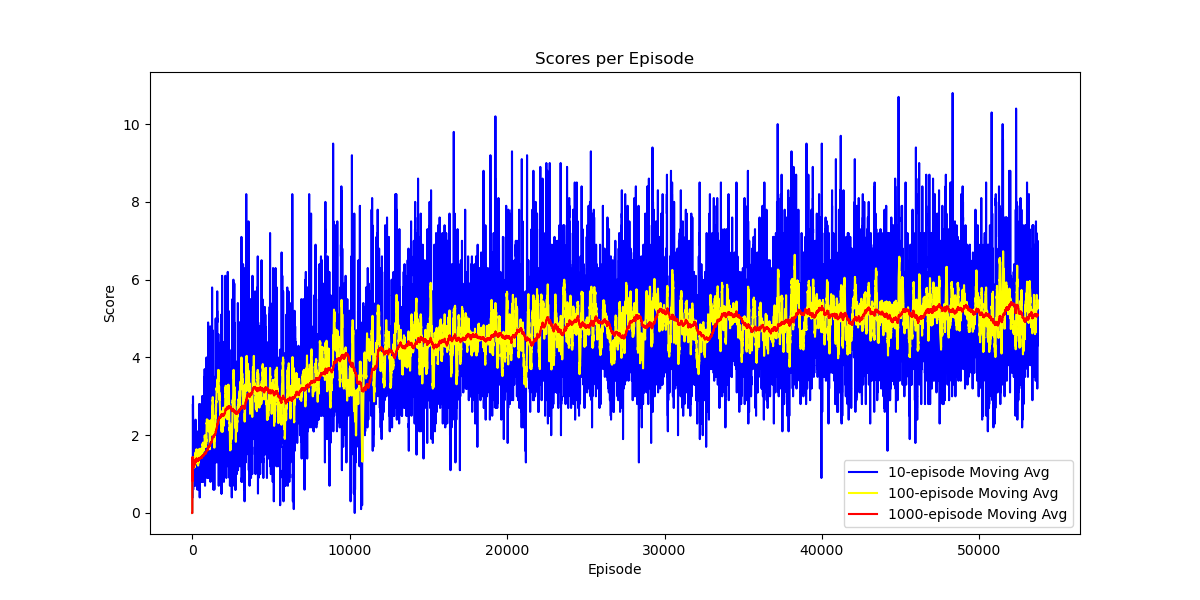 Scores per Episode
10
8
6
4
2
0
Score
0 10000 20000 30000 40000 50000
Episode
10-episode Moving Avg
100-episode Moving Avg
1000-episode Moving Avg